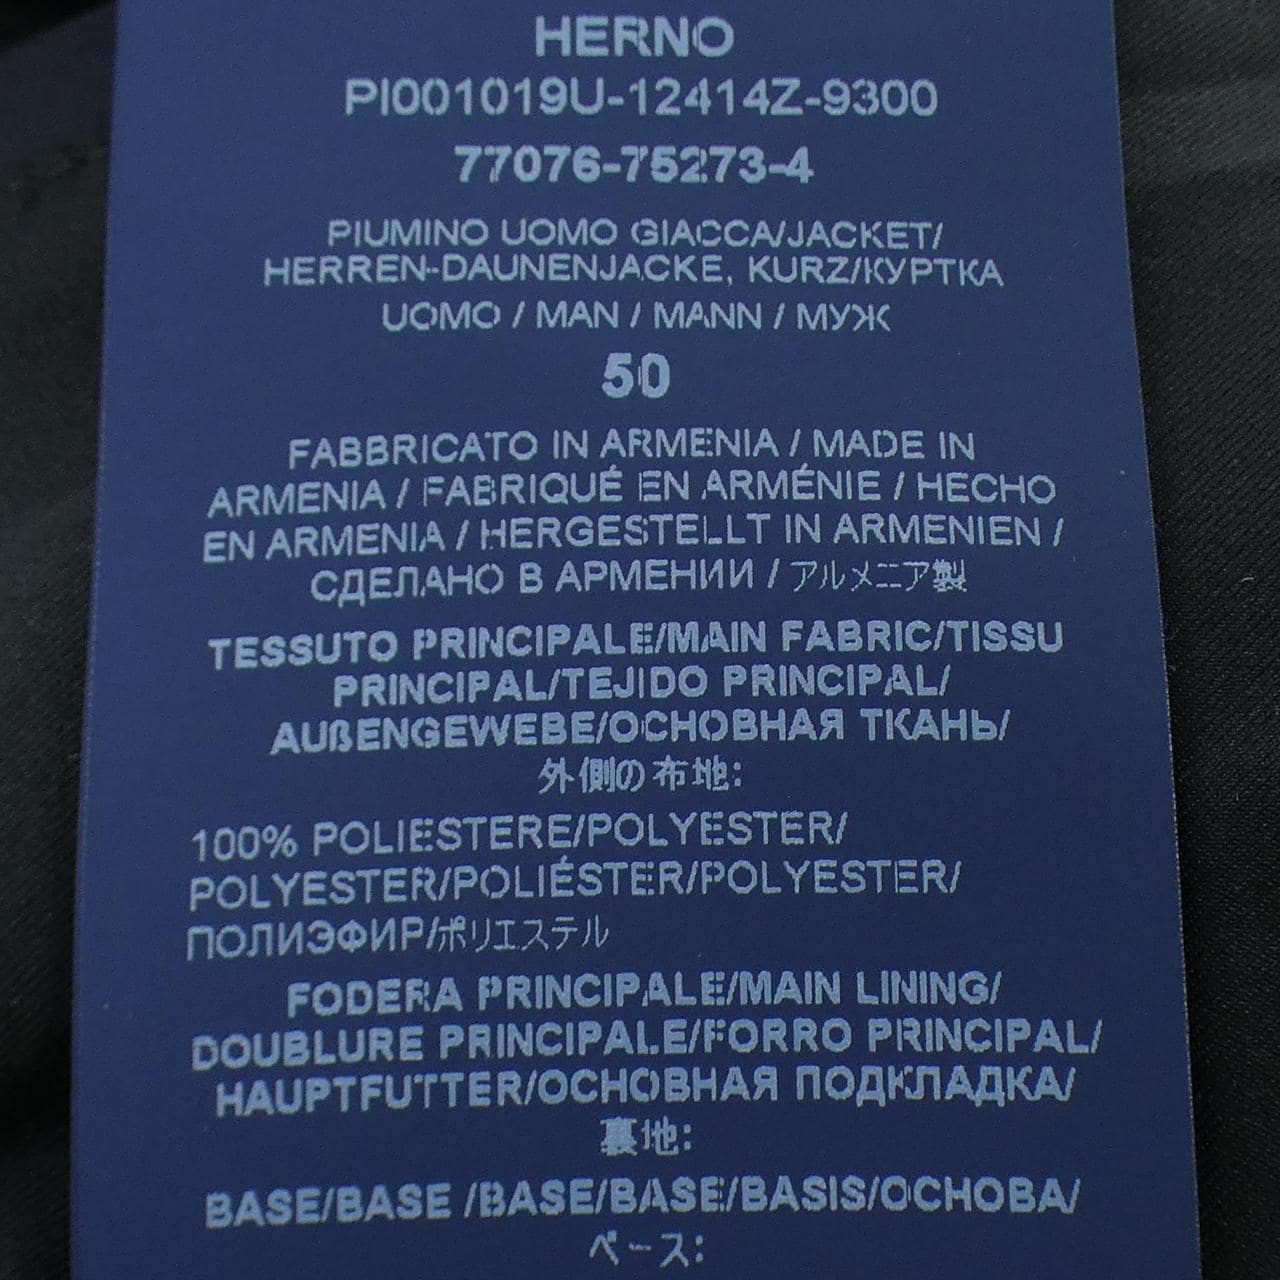 HERNO
PI001019U-12414Z-9300
77076-75273-4
PIUMINO UOMO GIACCA/JACKET/
HERREN-DAUNENJACKE, KURZ/КУРТКА
UOMO / MAN / MANN / МУЖ
50
FABBRICATO IN ARMENIA / MADE IN
ARMENIA / FABRIQUÉ EN ARMÉNIE / HECHO
EN ARMENIA / HERGESTELLT IN ARMENIEN /
СДЕЛАНО В АРМЕНИИ / アルメニア製
TESSUTO PRINCIPALE/MAIN FABRIC/TISSU
PRINCIPAL/TEJIDO PRINCIPAL/
AUßENGEWEBE/ОСНОВНАЯ ТКАНЬ/
外側の布地:
100% POLIESTERE/POLYESTER/
POLYESTER/POLIÉSTER/POLYESTER/
ПОЛИЭФИР/ポリエステル
FODERA PRINCIPALE/MAIN LINING/
DOUBLURE PRINCIPALE/FORRO PRINCIPAL/
HAUPTFUTTER/ОСНОВНАЯ ПОДКЛАДКА/
裏地:
BASE/BASE /BASE/BASE/BASIS/ОСНОВА/
ベース: